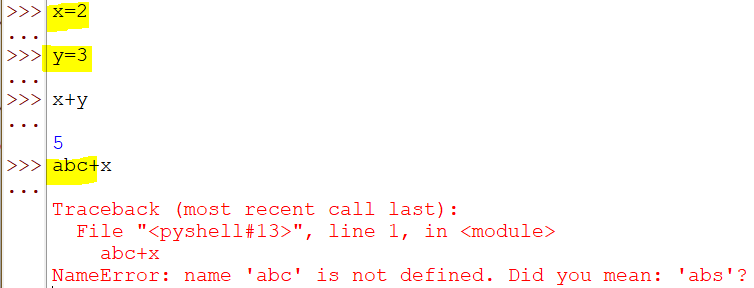 >>> x=2
...
>>> y=3
...
>>> x+y
...
5
>>> abc+x
...
Traceback (most recent call last):
  File "<pyshell#13>", line 1, in <module>
    abc+x
NameError: name 'abc' is not defined. Did you mean: 'abs'?